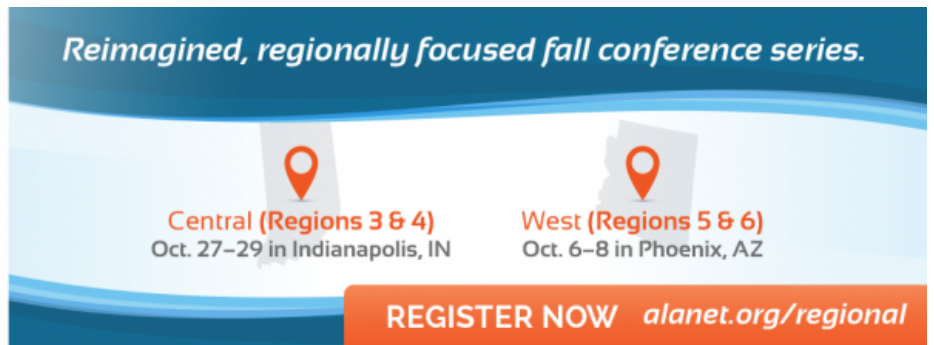 Reimagined, regionally focused fall conference series.
Central (Regions 3 & 4)
Oct. 27–29 in Indianapolis, IN
West (Regions 5 & 6)
Oct. 6–8 in Phoenix, AZ
REGISTER NOW alanet.org/regional